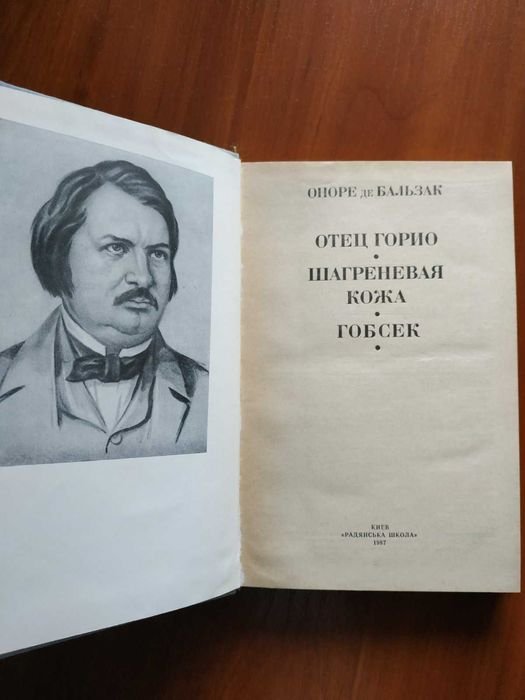 ОНОРЕ ДЕ БАЛЬЗАК
ОТЕЦ ГОРИО
•
ШАГРЕНЕВАЯ
КОЖА
•
ГОБСЕК
•
КИЕВ
«РАДЯНСЬКА ШКОЛА»
1987